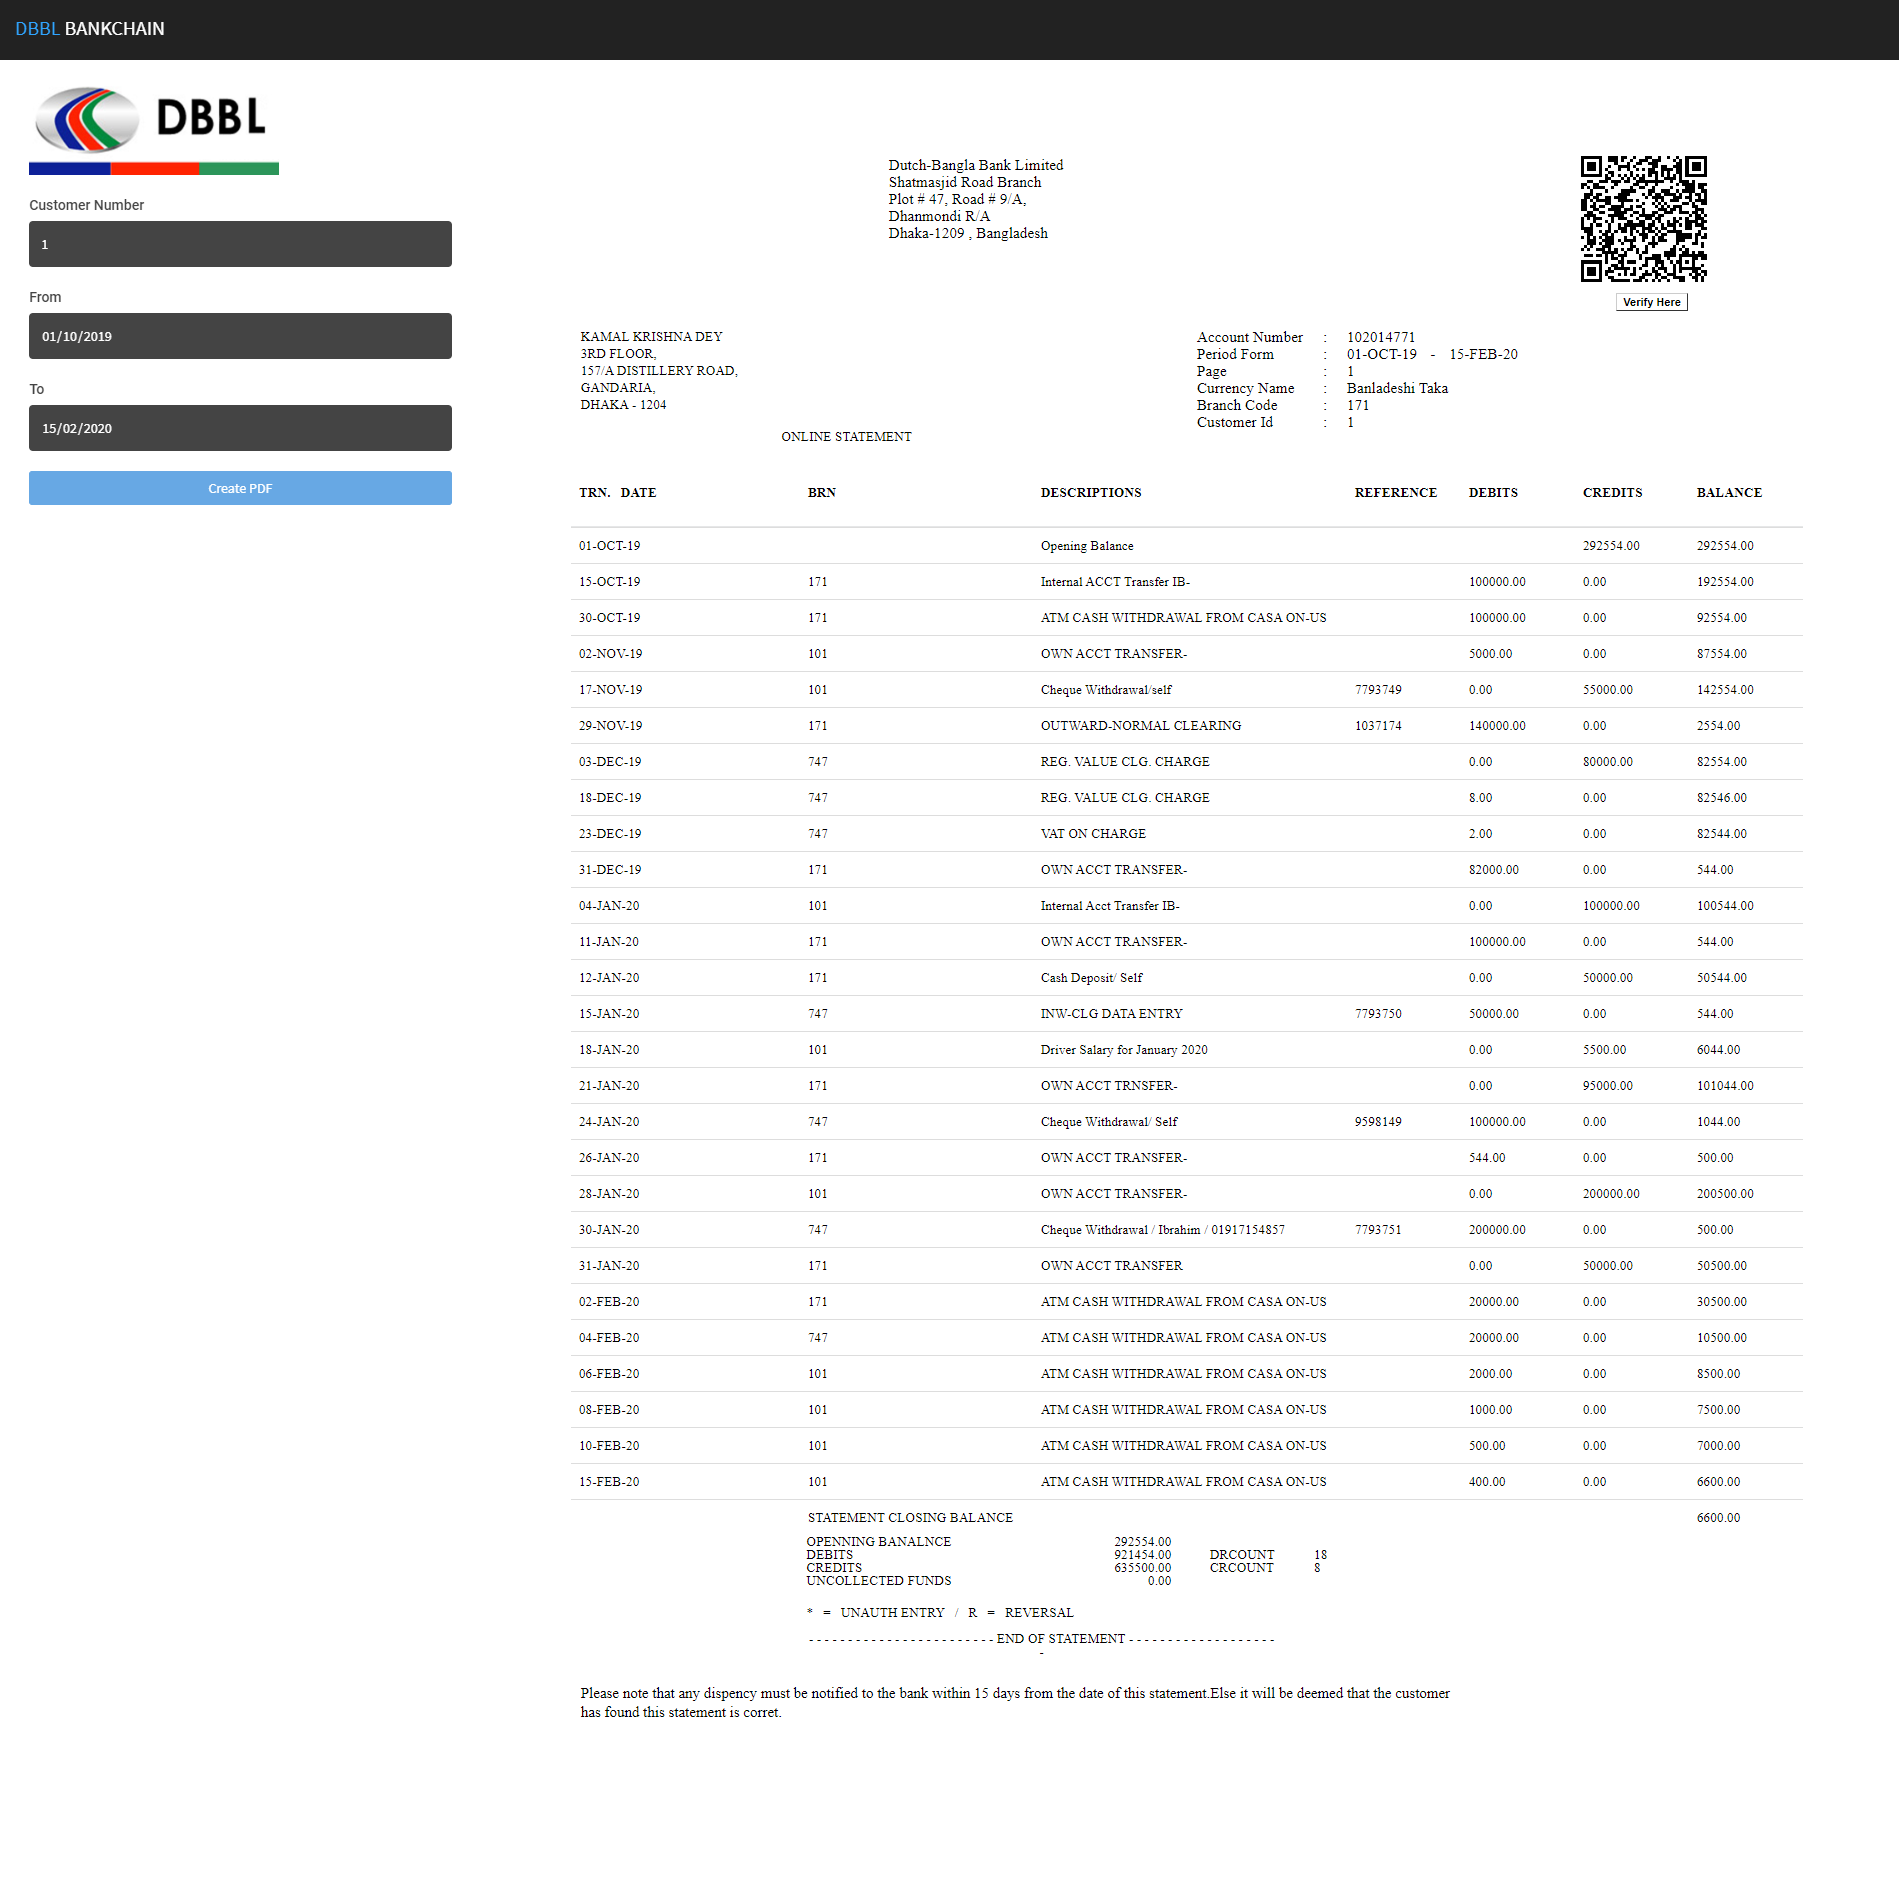 DBBL BANKCHAIN
DBBL
Customer Number
1
From
01/10/2019
To
15/02/2020
Create PDF
Dutch-Bangla Bank Limited
Shatmasjid Road Branch
Plot # 47, Road # 9/A,
Dhanmondi R/A
Dhaka-1209 , Bangladesh
Verify Here
KAMAL KRISHNA DEY
3RD FLOOR,
157/A DISTILLERY ROAD,
GANDARIA,
DHAKA - 1204
Account Number : 102014771
Period Form : 01-OCT-19 - 15-FEB-20
Page : 1
Currency Name : Banladeshi Taka
Branch Code : 171
Customer Id : 1
ONLINE STATEMENT
TRN. DATE BRN DESCRIPTIONS REFERENCE DEBITS CREDITS BALANCE
01-OCT-19 Opening Balance 292554.00 292554.00
15-OCT-19 171 Internal ACCT Transfer IB- 100000.00 0.00 192554.00
30-OCT-19 171 ATM CASH WITHDRAWAL FROM CASA ON-US 100000.00 0.00 92554.00
02-NOV-19 101 OWN ACCT TRANSFER- 5000.00 0.00 87554.00
17-NOV-19 101 Cheque Withdrawal/self 7793749 0.00 55000.00 142554.00
29-NOV-19 171 OUTWARD-NORMAL CLEARING 1037174 140000.00 0.00 2554.00
03-DEC-19 747 REG. VALUE CLG. CHARGE 0.00 80000.00 82554.00
18-DEC-19 747 REG. VALUE CLG. CHARGE 8.00 0.00 82546.00
23-DEC-19 747 VAT ON CHARGE 2.00 0.00 82544.00
31-DEC-19 171 OWN ACCT TRANSFER- 82000.00 0.00 544.00
04-JAN-20 101 Internal Acct Transfer IB- 0.00 100000.00 100544.00
11-JAN-20 171 OWN ACCT TRANSFER- 100000.00 0.00 544.00
12-JAN-20 171 Cash Deposit/ Self 0.00 50000.00 50544.00
15-JAN-20 747 INW-CLG DATA ENTRY 7793750 50000.00 0.00 544.00
18-JAN-20 101 Driver Salary for January 2020 0.00 5500.00 6044.00
21-JAN-20 171 OWN ACCT TRNSFER- 0.00 95000.00 101044.00
24-JAN-20 747 Cheque Withdrawal/ Self 9598149 100000.00 0.00 1044.00
26-JAN-20 171 OWN ACCT TRANSFER- 544.00 0.00 500.00
28-JAN-20 101 OWN ACCT TRANSFER- 0.00 200000.00 200500.00
30-JAN-20 747 Cheque Withdrawal / Ibrahim / 01917154857 7793751 200000.00 0.00 500.00
31-JAN-20 171 OWN ACCT TRANSFER 0.00 50000.00 50500.00
02-FEB-20 171 ATM CASH WITHDRAWAL FROM CASA ON-US 20000.00 0.00 30500.00
04-FEB-20 747 ATM CASH WITHDRAWAL FROM CASA ON-US 20000.00 0.00 10500.00
06-FEB-20 101 ATM CASH WITHDRAWAL FROM CASA ON-US 2000.00 0.00 8500.00
08-FEB-20 101 ATM CASH WITHDRAWAL FROM CASA ON-US 1000.00 0.00 7500.00
10-FEB-20 101 ATM CASH WITHDRAWAL FROM CASA ON-US 500.00 0.00 7000.00
15-FEB-20 101 ATM CASH WITHDRAWAL FROM CASA ON-US 400.00 0.00 6600.00
STATEMENT CLOSING BALANCE 6600.00
OPENNING BANALNCE 292554.00
DEBITS 921454.00 DRCOUNT 18
CREDITS 635500.00 CRCOUNT 8
UNCOLLECTED FUNDS 0.00
* = UNAUTH ENTRY / R = REVERSAL
- - - - - - - - - - - - - - - - - - - - - - - - END OF STATEMENT - - - - - - - - - - - - - - - - - - -
-
Please note that any dispency must be notified to the bank within 15 days from the date of this statement.Else it will be deemed that the customer
has found this statement is corret.